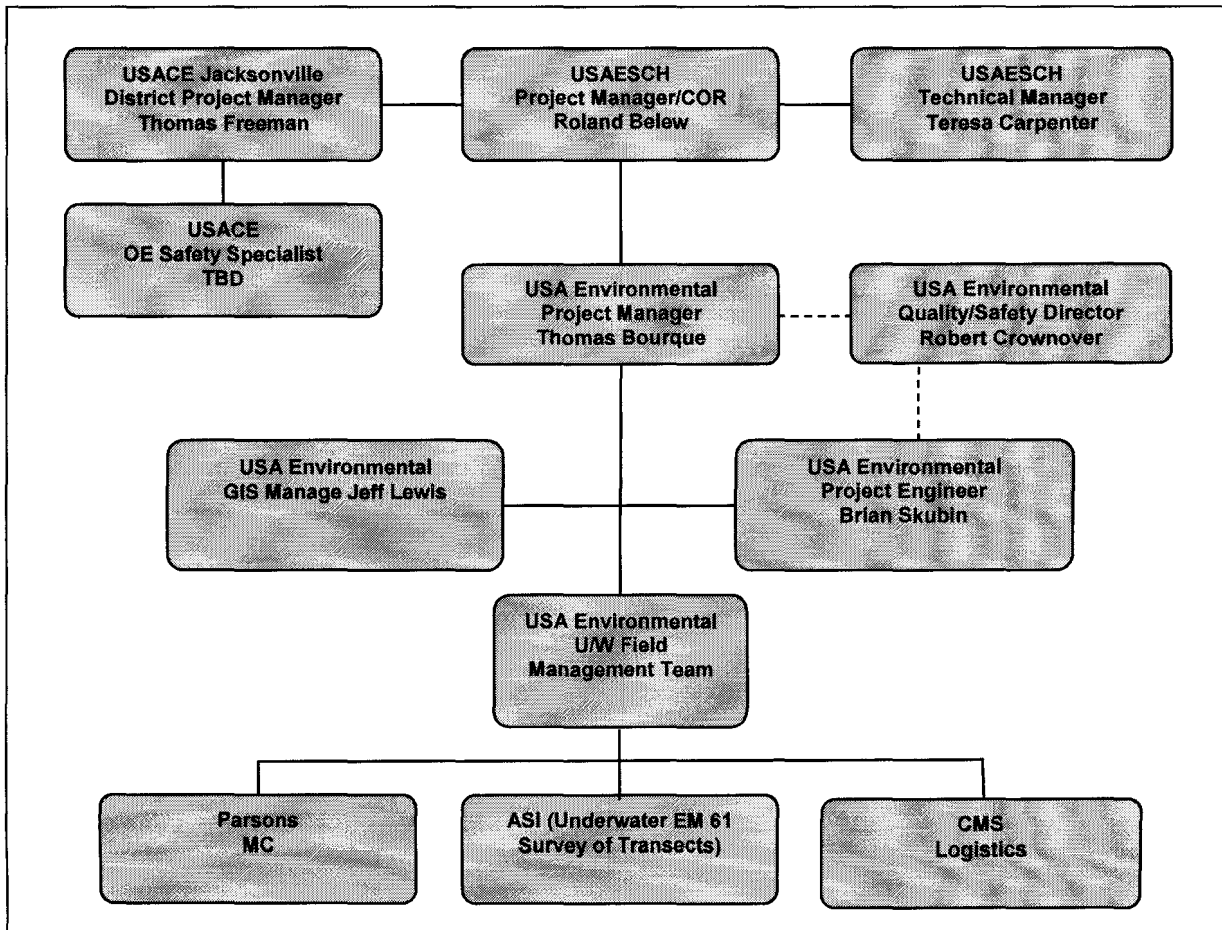 USACE Jacksonville
District Project Manager
Thomas Freeman
USAESCH
Project Manager/COR
Roland Belew
USAESCH
Technical Manager
Teresa Carpenter
USACE
OE Safety Specialist
TBD
USA Environmental
Project Manager
Thomas Bourque
USA Environmental
Quality/Safety Director
Robert Crownover
USA Environmental
GIS Manage Jeff Lewis
USA Environmental
Project Engineer
Brian Skubin
USA Environmental
U/W Field
Management Team
Parsons
MC
ASI (Underwater EM 61
Survey of Transects)
CMS
Logistics